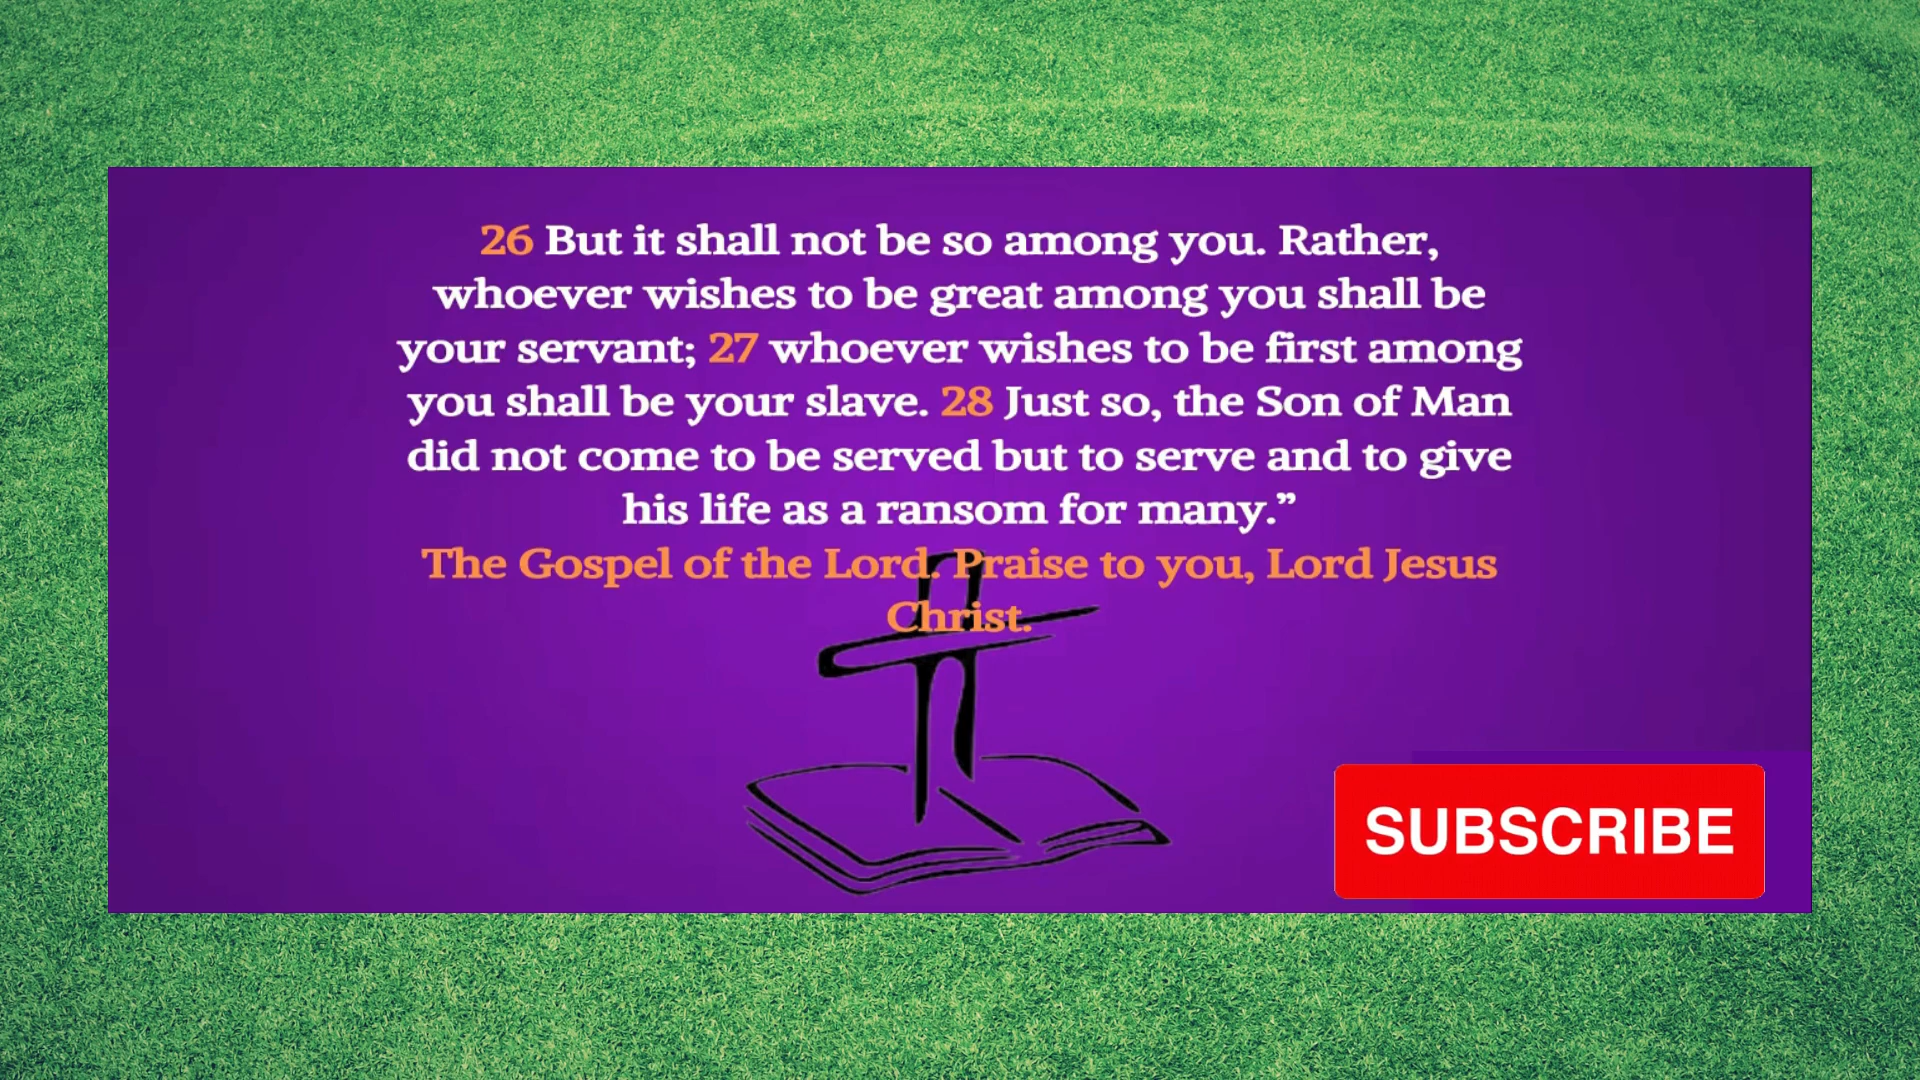 26 But it shall not be so among you. Rather,
whoever wishes to be great among you shall be
your servant; 27 whoever wishes to be first among
you shall be your slave. 28 Just so, the Son of Man
did not come to be served but to serve and to give
his life as a ransom for many.”
The Gospel of the Lord. Praise to you, Lord Jesus
Christ.
SUBSCRIBE